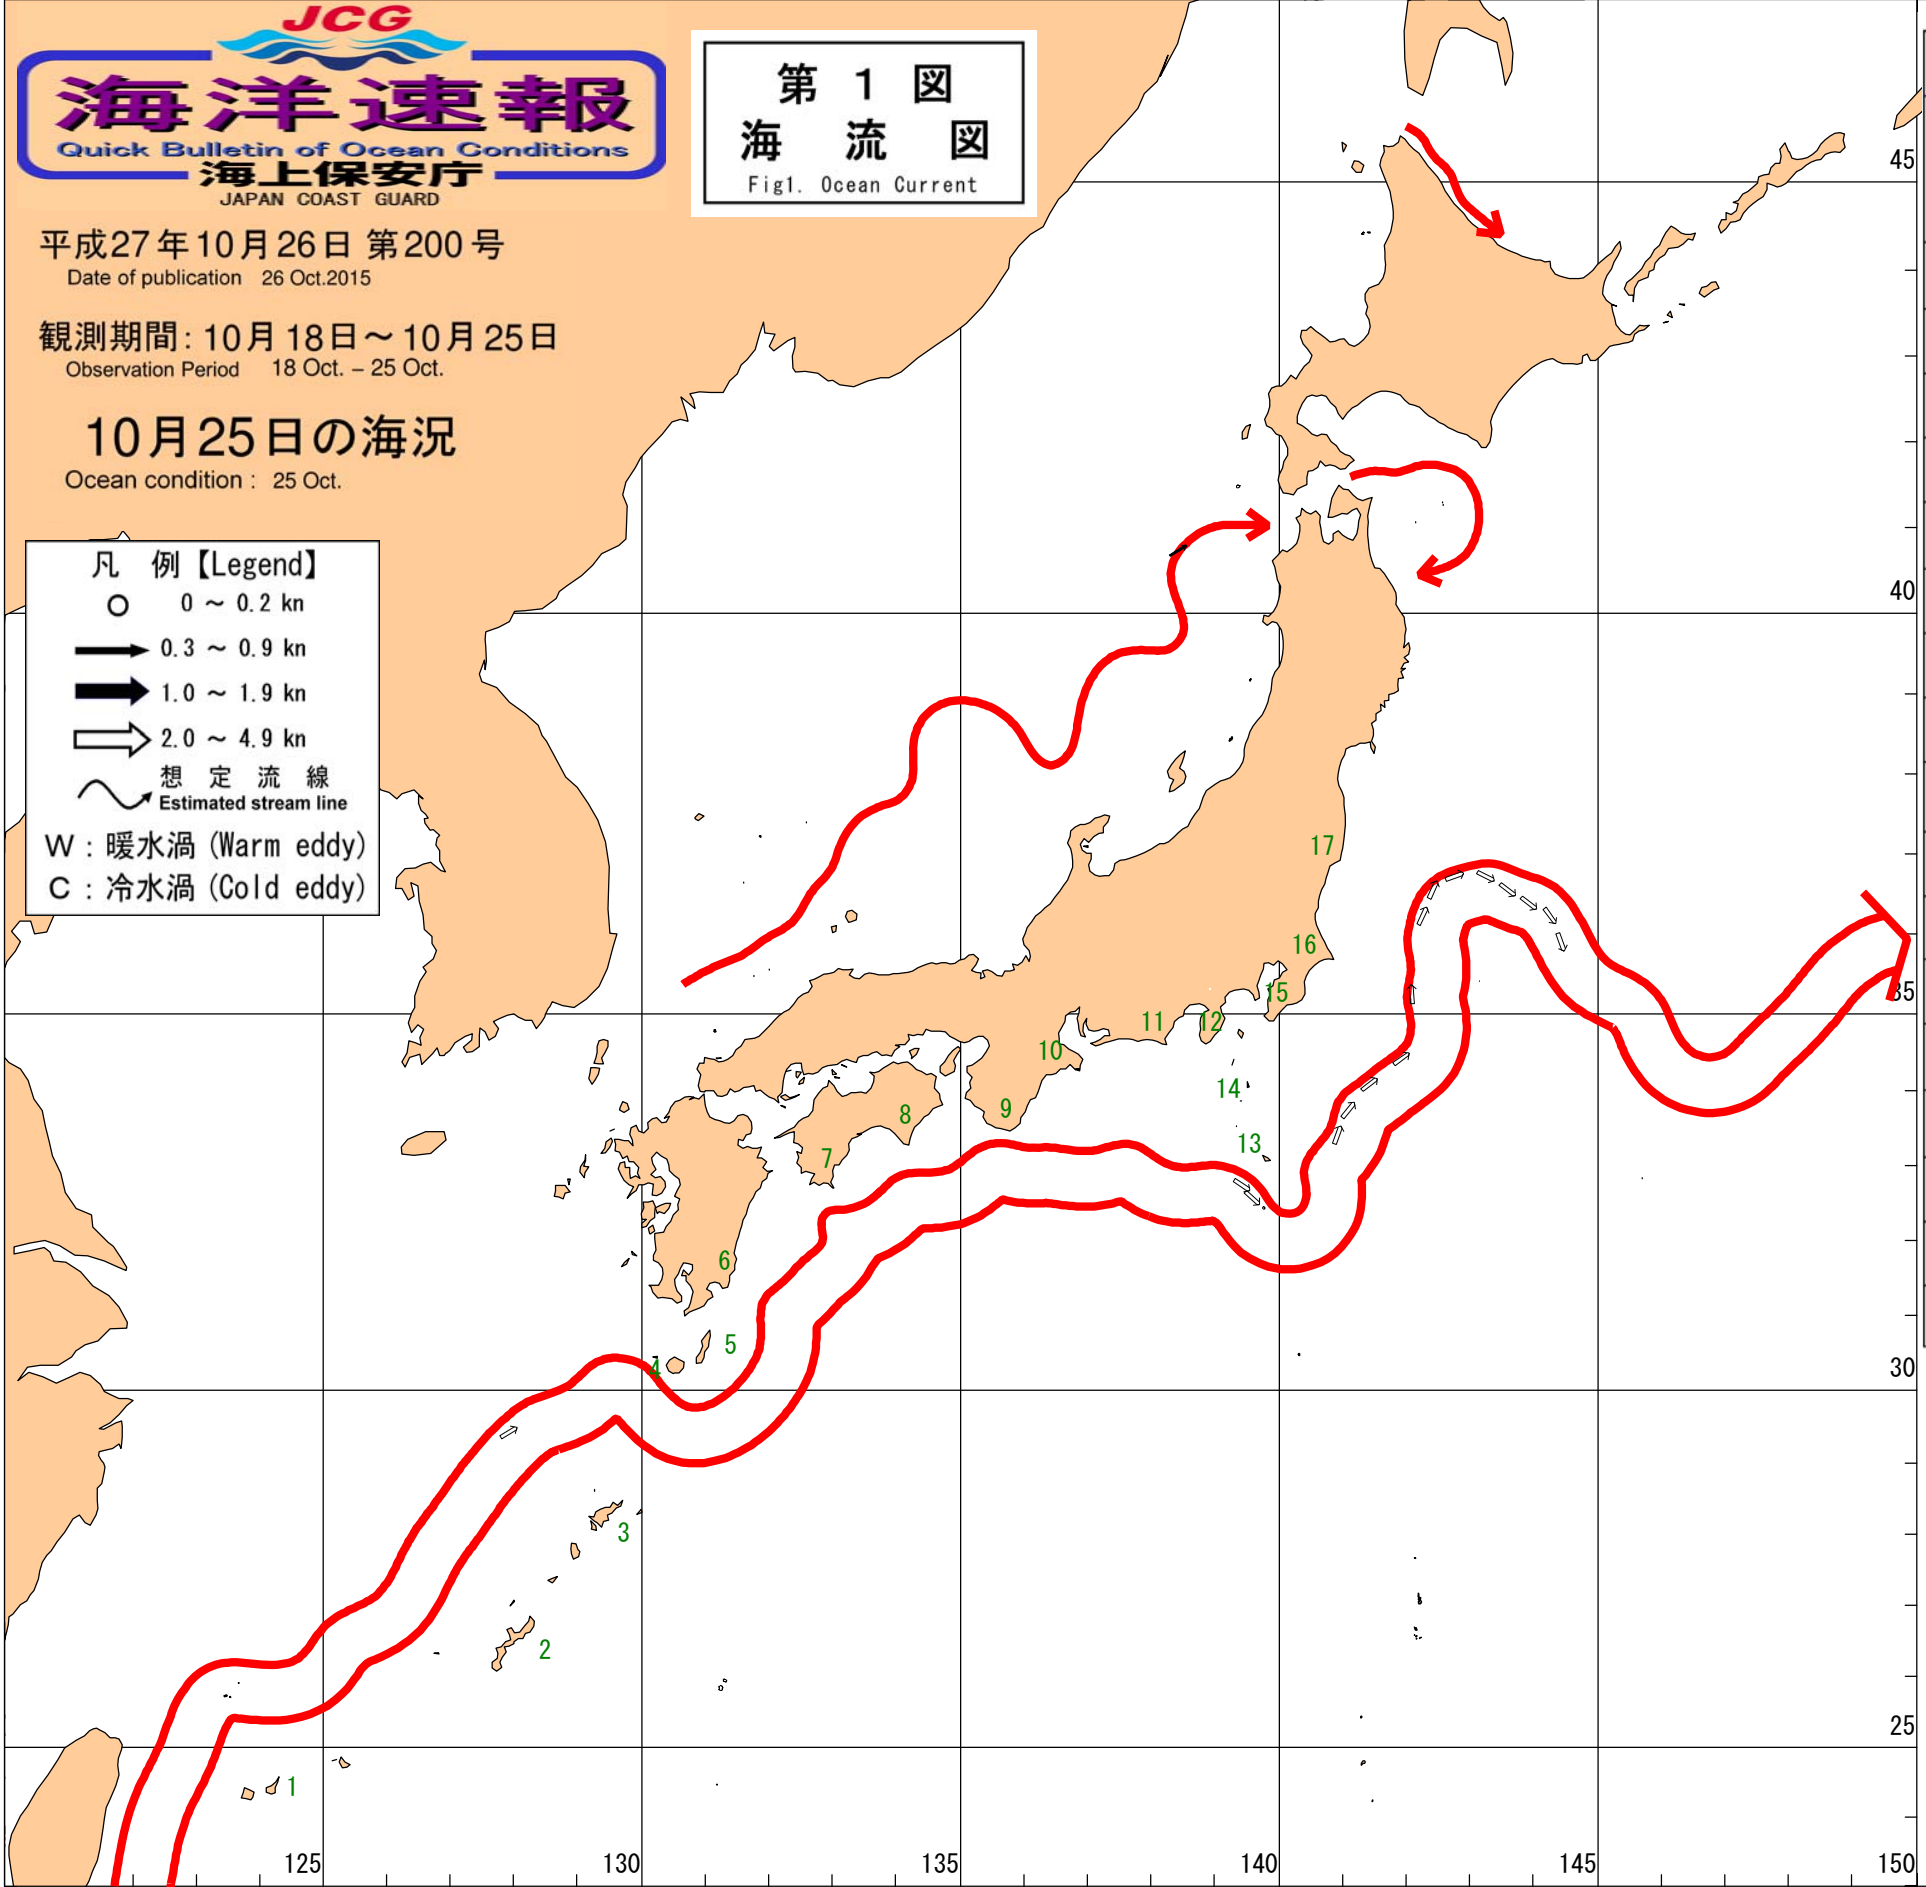 JCG
海洋速報
Quick Bulletin of Ocean Conditions
海上保安庁
JAPAN COAST GUARD
平成27年10月26日 第200号
Date of publication 26 Oct.2015
観測期間: 10月18日～10月25日
Observation Period 18 Oct. – 25 Oct.
10月25日の海況
Ocean condition : 25 Oct.
第 1 図
海 流 図
Fig1. Ocean Current
凡 例【Legend】
0 ～ 0.2 kn
0.3 ～ 0.9 kn
1.0 ～ 1.9 kn
2.0 ～ 4.9 kn
想 定 流 線
Estimated stream line
W : 暖水渦 (Warm eddy)
C : 冷水渦 (Cold eddy)
45
40
17
16
35
15
12
11
10
14
9
8
13
7
6
5
4
30
3
2
25
1
125
130
135
140
145
150